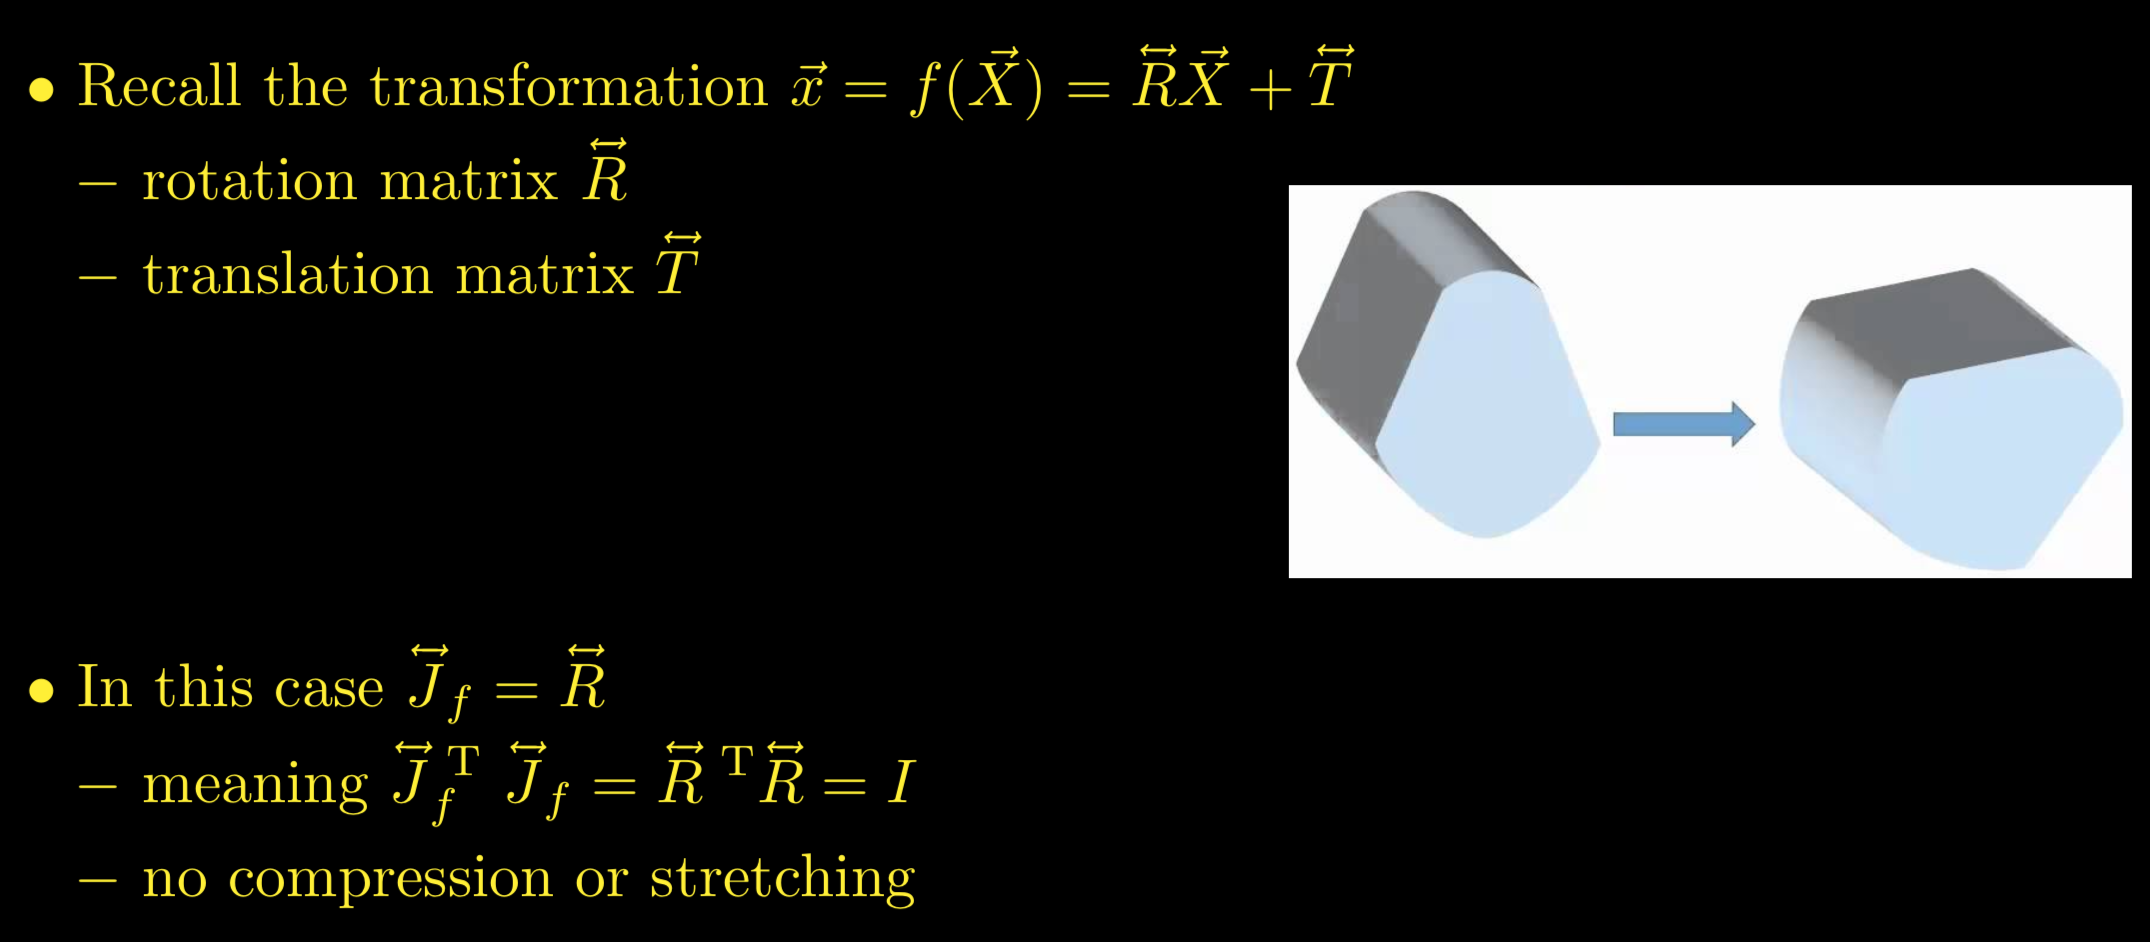 • Recall the transformation $\vec{x} = f(\vec{X}) = \overleftrightarrow{R}\vec{X} + \overleftrightarrow{T}$
– rotation matrix $\overleftrightarrow{R}$
– translation matrix $\overleftrightarrow{T}$
• In this case $\overleftrightarrow{J}_f = \overleftrightarrow{R}$
– meaning $\overleftrightarrow{J}_f^{\mathrm{T}} \overleftrightarrow{J}_f = \overleftrightarrow{R}^{\mathrm{T}} \overleftrightarrow{R} = I$
– no compression or stretching